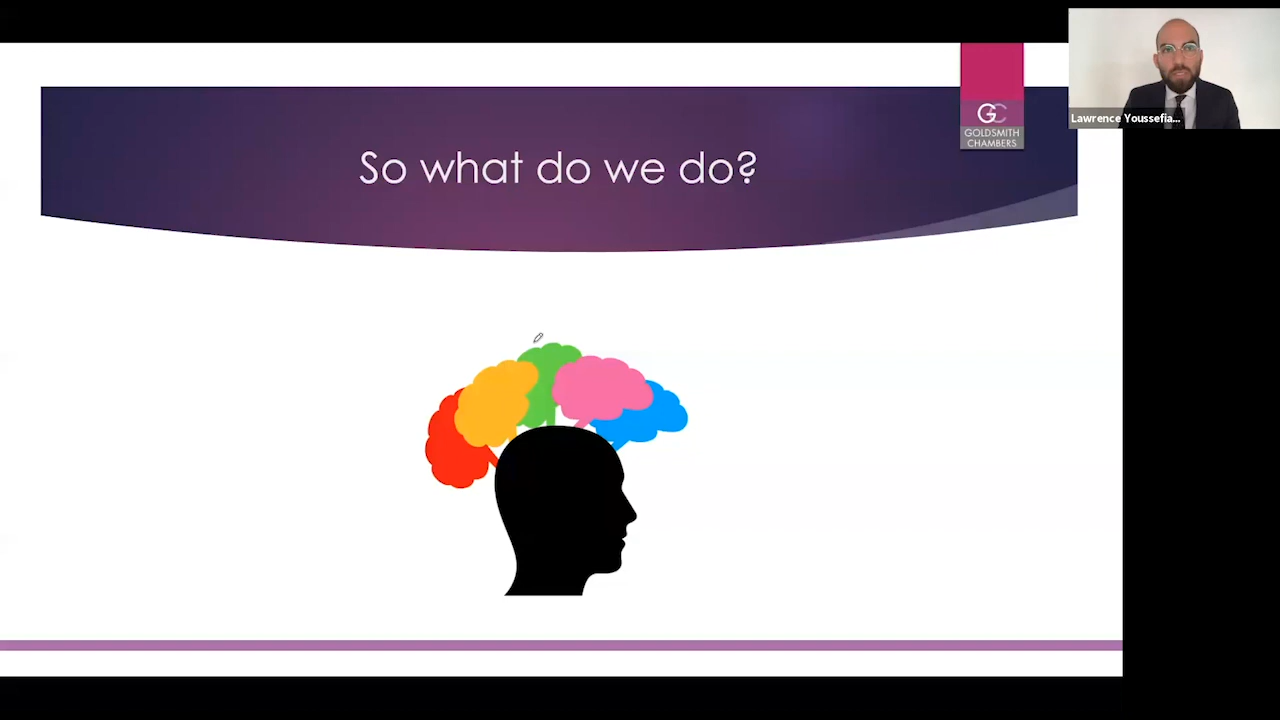 So what do we do?
GC
GOLDSMITH
CHAMBERS
Lawrence Youssefia...